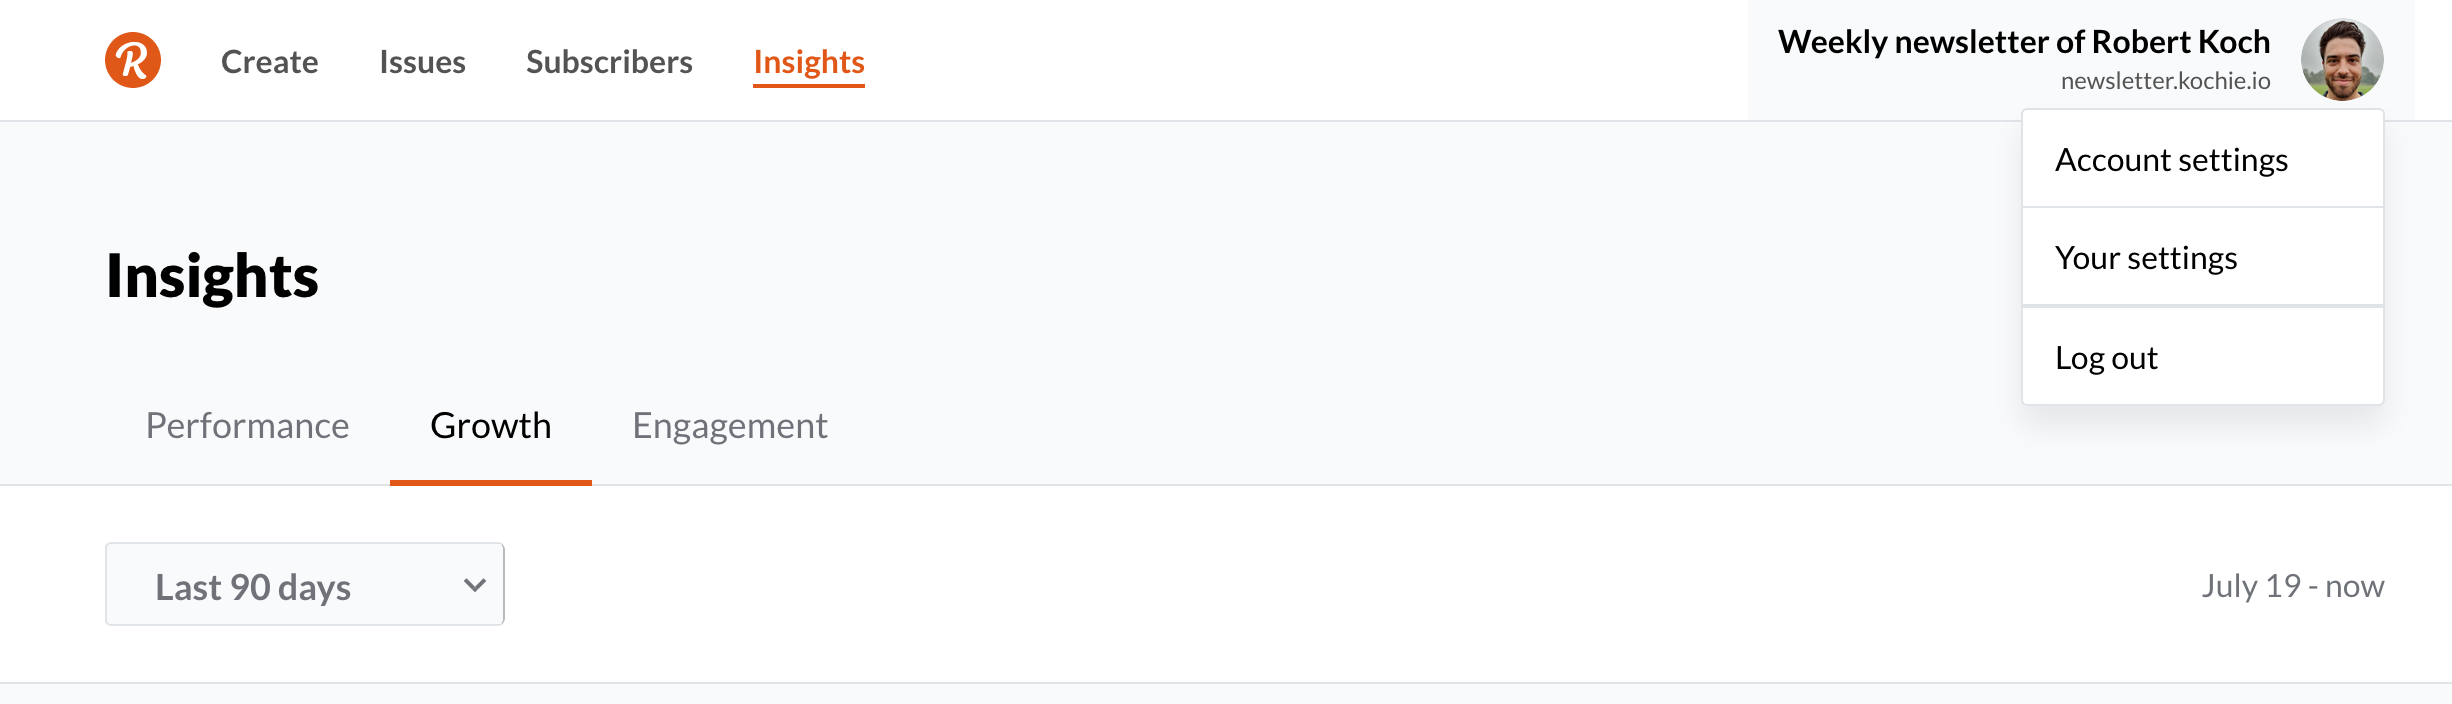 R
Create
Issues
Subscribers
Insights
Weekly newsletter of Robert Koch
newsletter.kochie.io
Account settings
Your settings
Log out
Insights
Performance
Growth
Engagement
Last 90 days
July 19 - now